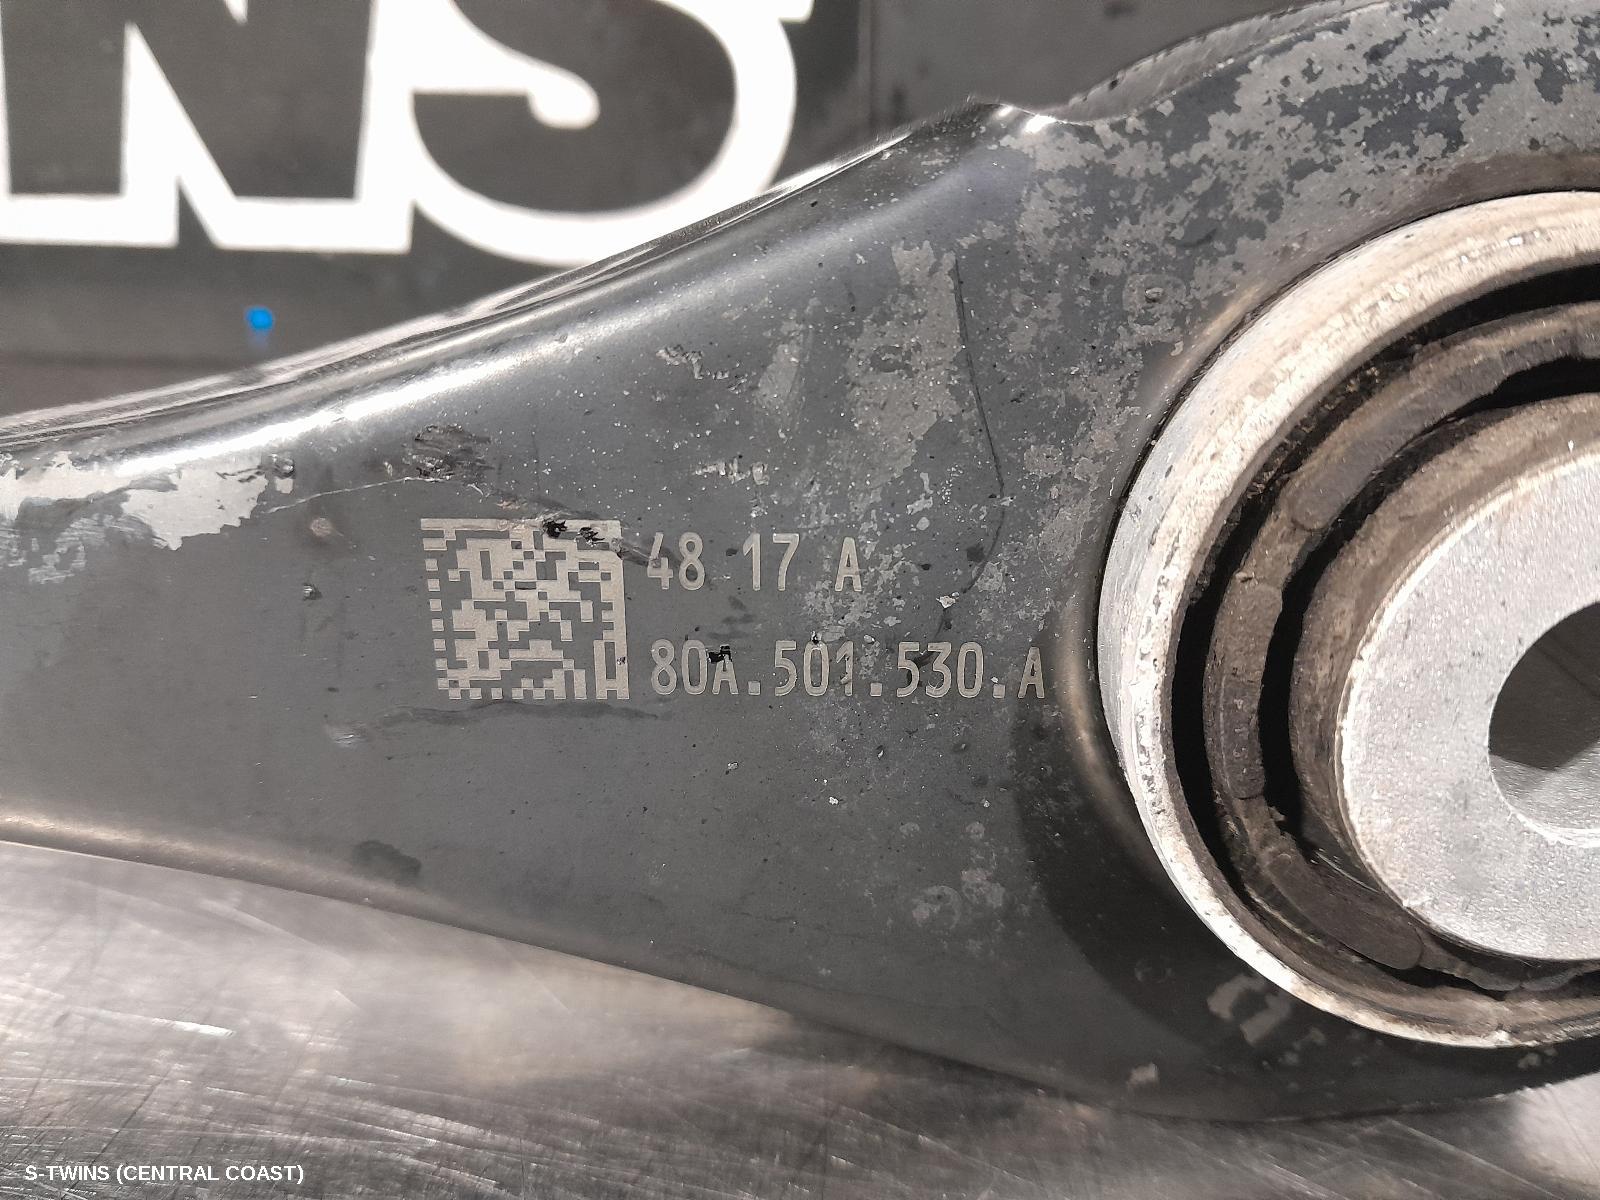 NS
48 17 A
80A.501.530.A
S-TWINS (CENTRAL COAST)